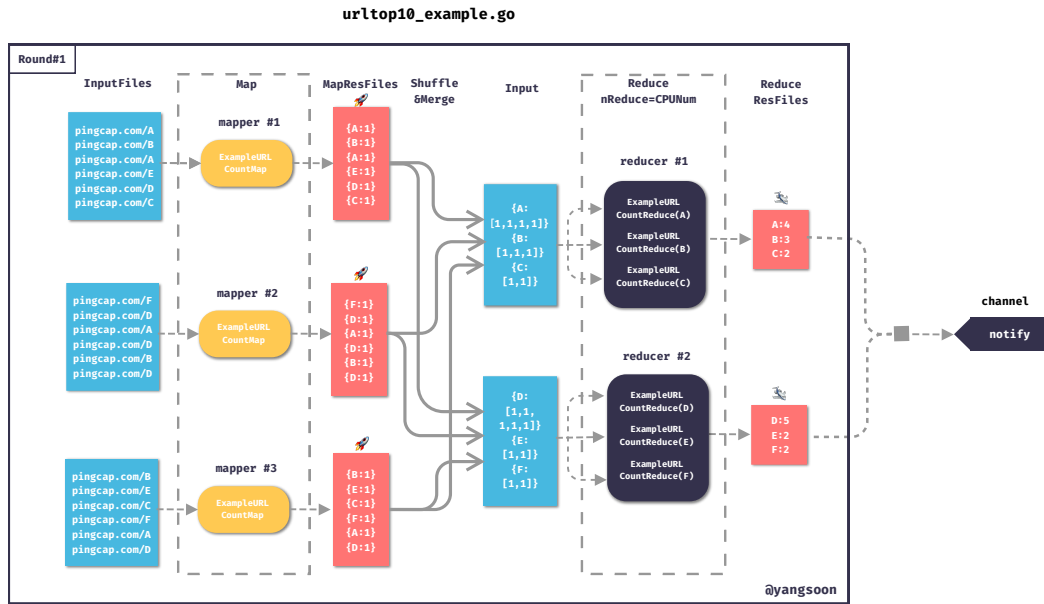 urltop10_example.go
Round#1
InputFiles
Map
MapResFiles
Shuffle
&Merge
Input
Reduce
nReduce=CPUNum
Reduce
ResFiles
pingcap.com/A
pingcap.com/B
pingcap.com/A
pingcap.com/E
pingcap.com/D
pingcap.com/C
mapper #1
ExampleURL
CountMap
{A:1}
{B:1}
{A:1}
{E:1}
{D:1}
{C:1}
pingcap.com/F
pingcap.com/D
pingcap.com/A
pingcap.com/D
pingcap.com/B
pingcap.com/D
mapper #2
ExampleURL
CountMap
{F:1}
{D:1}
{A:1}
{D:1}
{B:1}
{D:1}
pingcap.com/B
pingcap.com/E
pingcap.com/C
pingcap.com/F
pingcap.com/A
pingcap.com/D
mapper #3
ExampleURL
CountMap
{B:1}
{E:1}
{C:1}
{F:1}
{A:1}
{D:1}
{A:
[1,1,1,1]}
{B:
[1,1,1]}
{C:
[1,1]}
reducer #1
ExampleURL
CountReduce(A)
ExampleURL
CountReduce(B)
ExampleURL
CountReduce(C)
A:4
B:3
C:2
{D:
[1,1,
1,1,1]}
{E:
[1,1]}
{F:
[1,1]}
reducer #2
ExampleURL
CountReduce(D)
ExampleURL
CountReduce(E)
ExampleURL
CountReduce(F)
D:5
E:2
F:2
channel
notify
@yangsoon